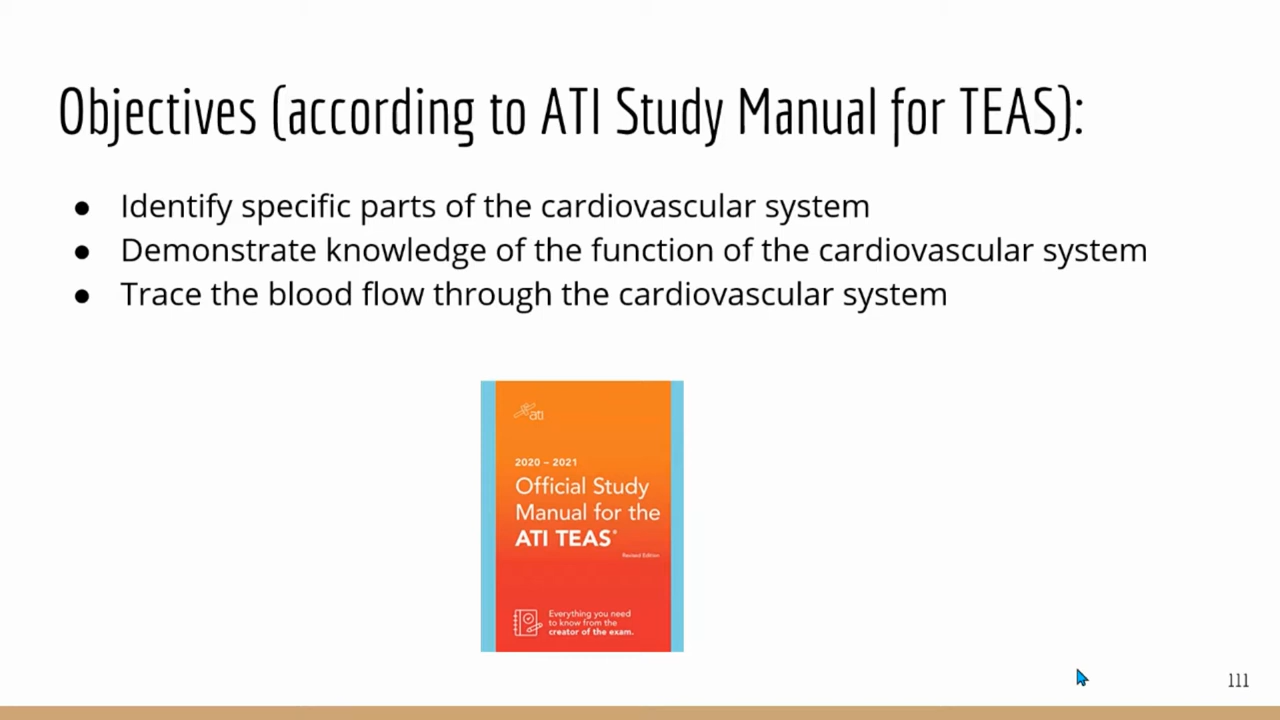 Objectives (according to ATI Study Manual for TEAS):
● Identify specific parts of the cardiovascular system
● Demonstrate knowledge of the function of the cardiovascular system
● Trace the blood flow through the cardiovascular system
ati
2020 – 2021
Official Study
Manual for the
ATI TEAS®
Revised Edition
Everything you need
to know from the
creator of the exam.
111